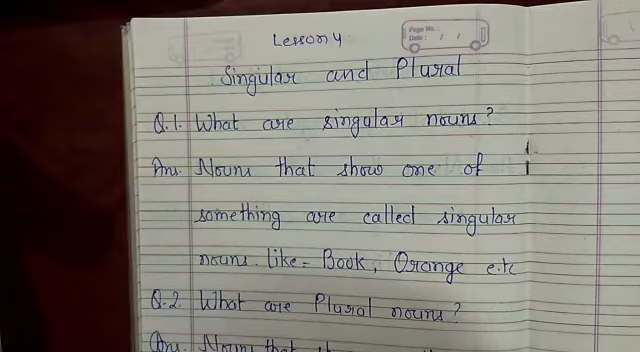 Lesson 4
Page No.:
Date: / /
Singular and Plural
Q.1. What are singular nouns?
Ans. Nouns that show one of
something are called singular
nouns. like = Book, Orange e.tc
Q.2. What are Plural nouns?
Ans. Nouns that